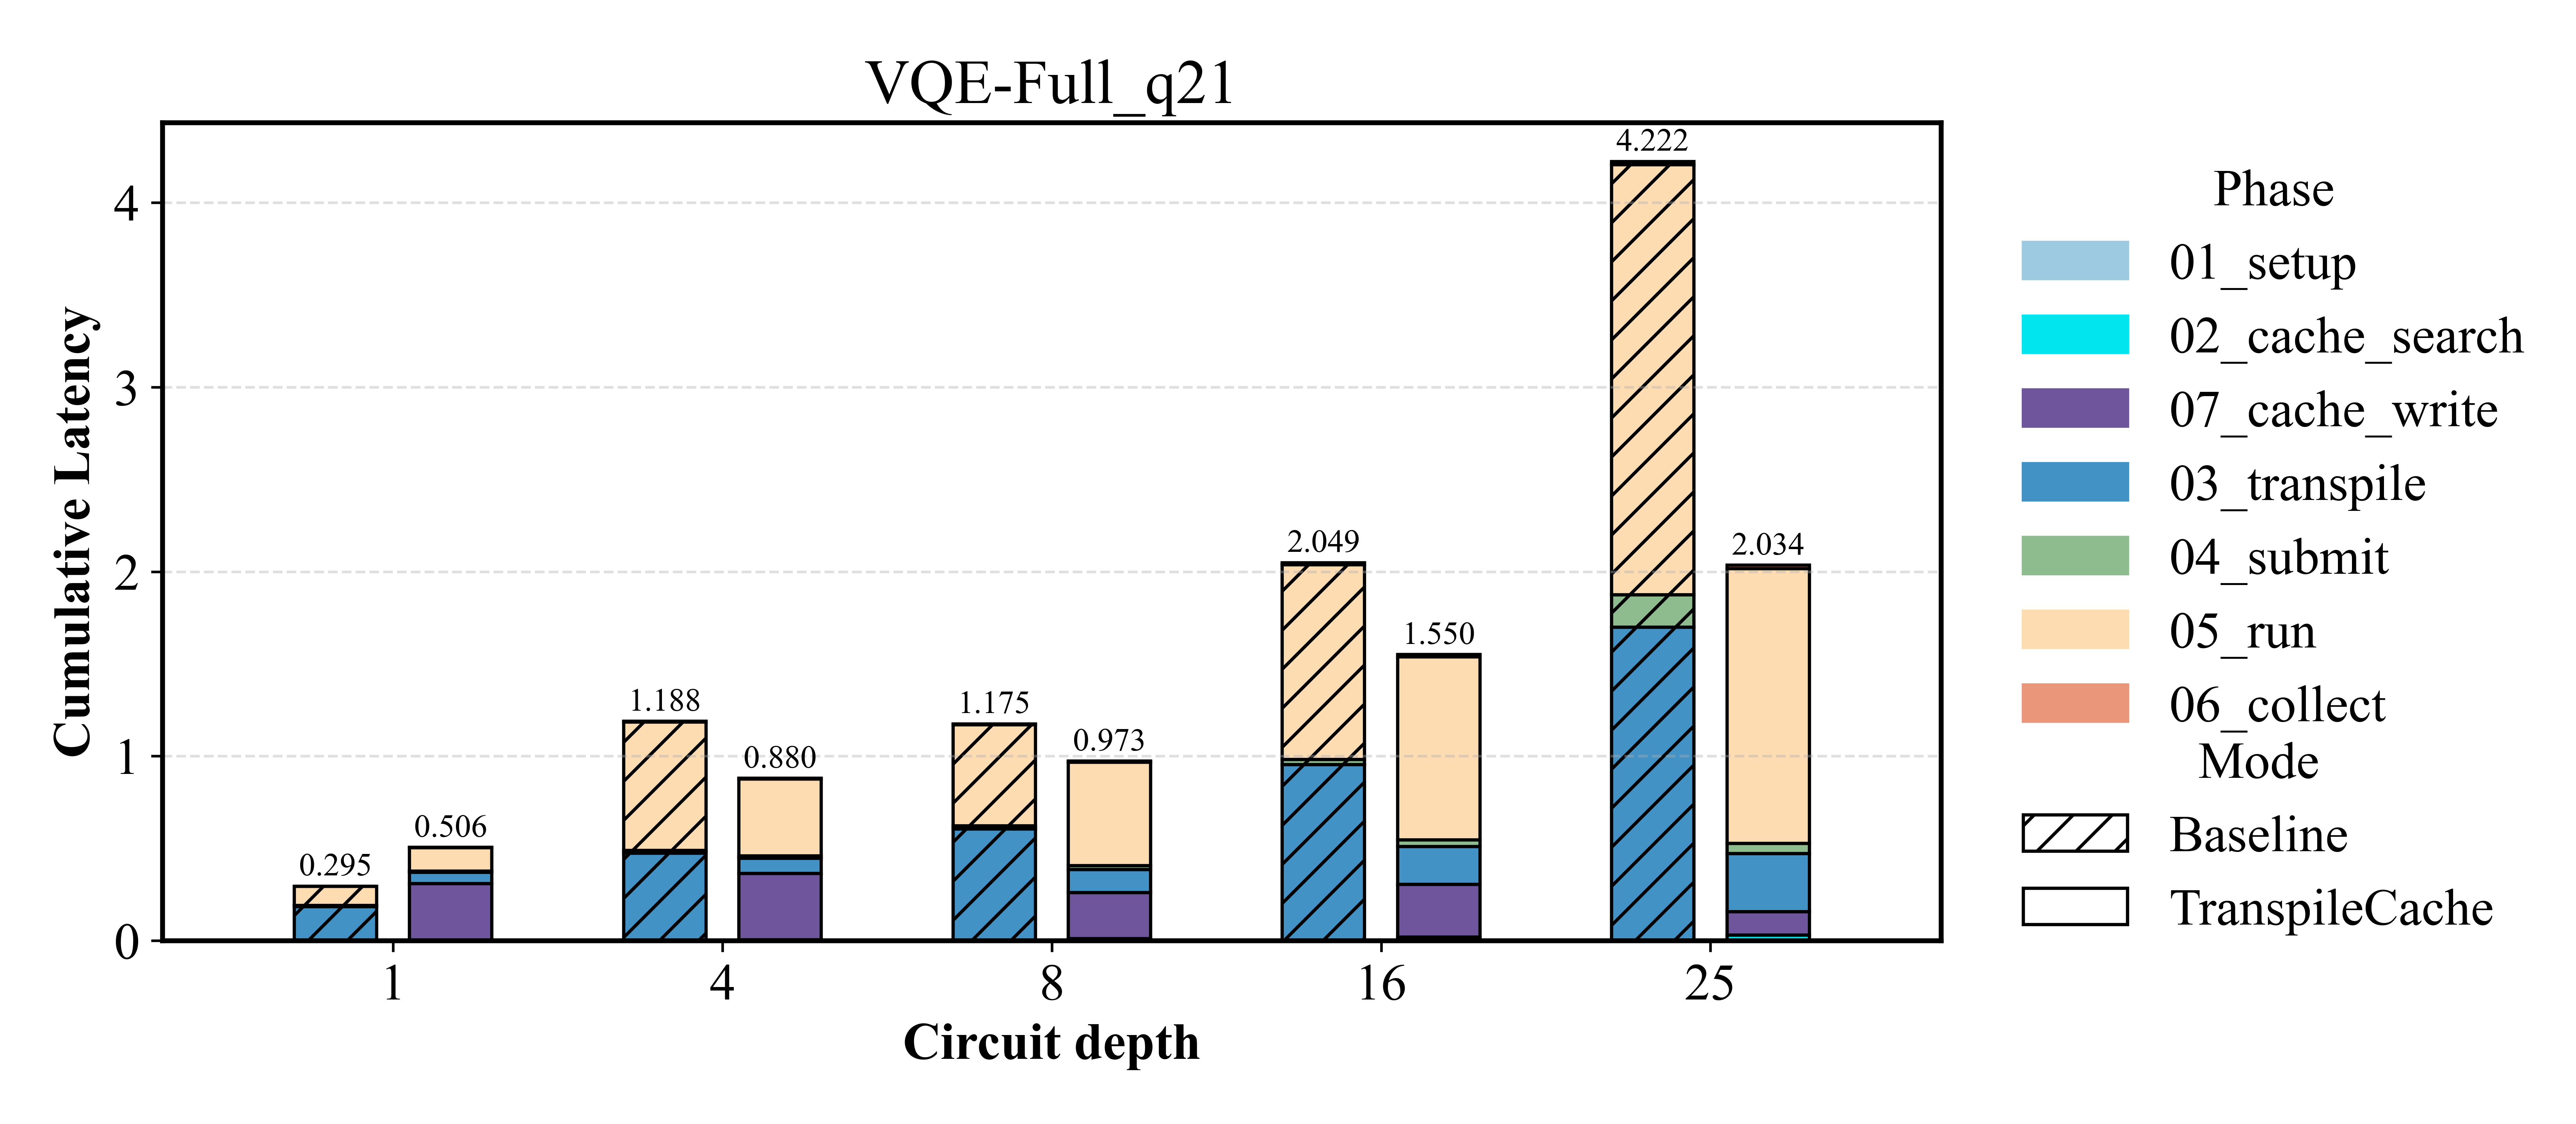 VQE-Full_q21
Cumulative Latency
4
3
2
1
0
0.295
0.506
1.188
0.880
1.175
0.973
2.049
1.550
4.222
2.034
1
4
8
16
25
Circuit depth
Phase
01_setup
02_cache_search
07_cache_write
03_transpile
04_submit
05_run
06_collect
Mode
Baseline
TranspileCache